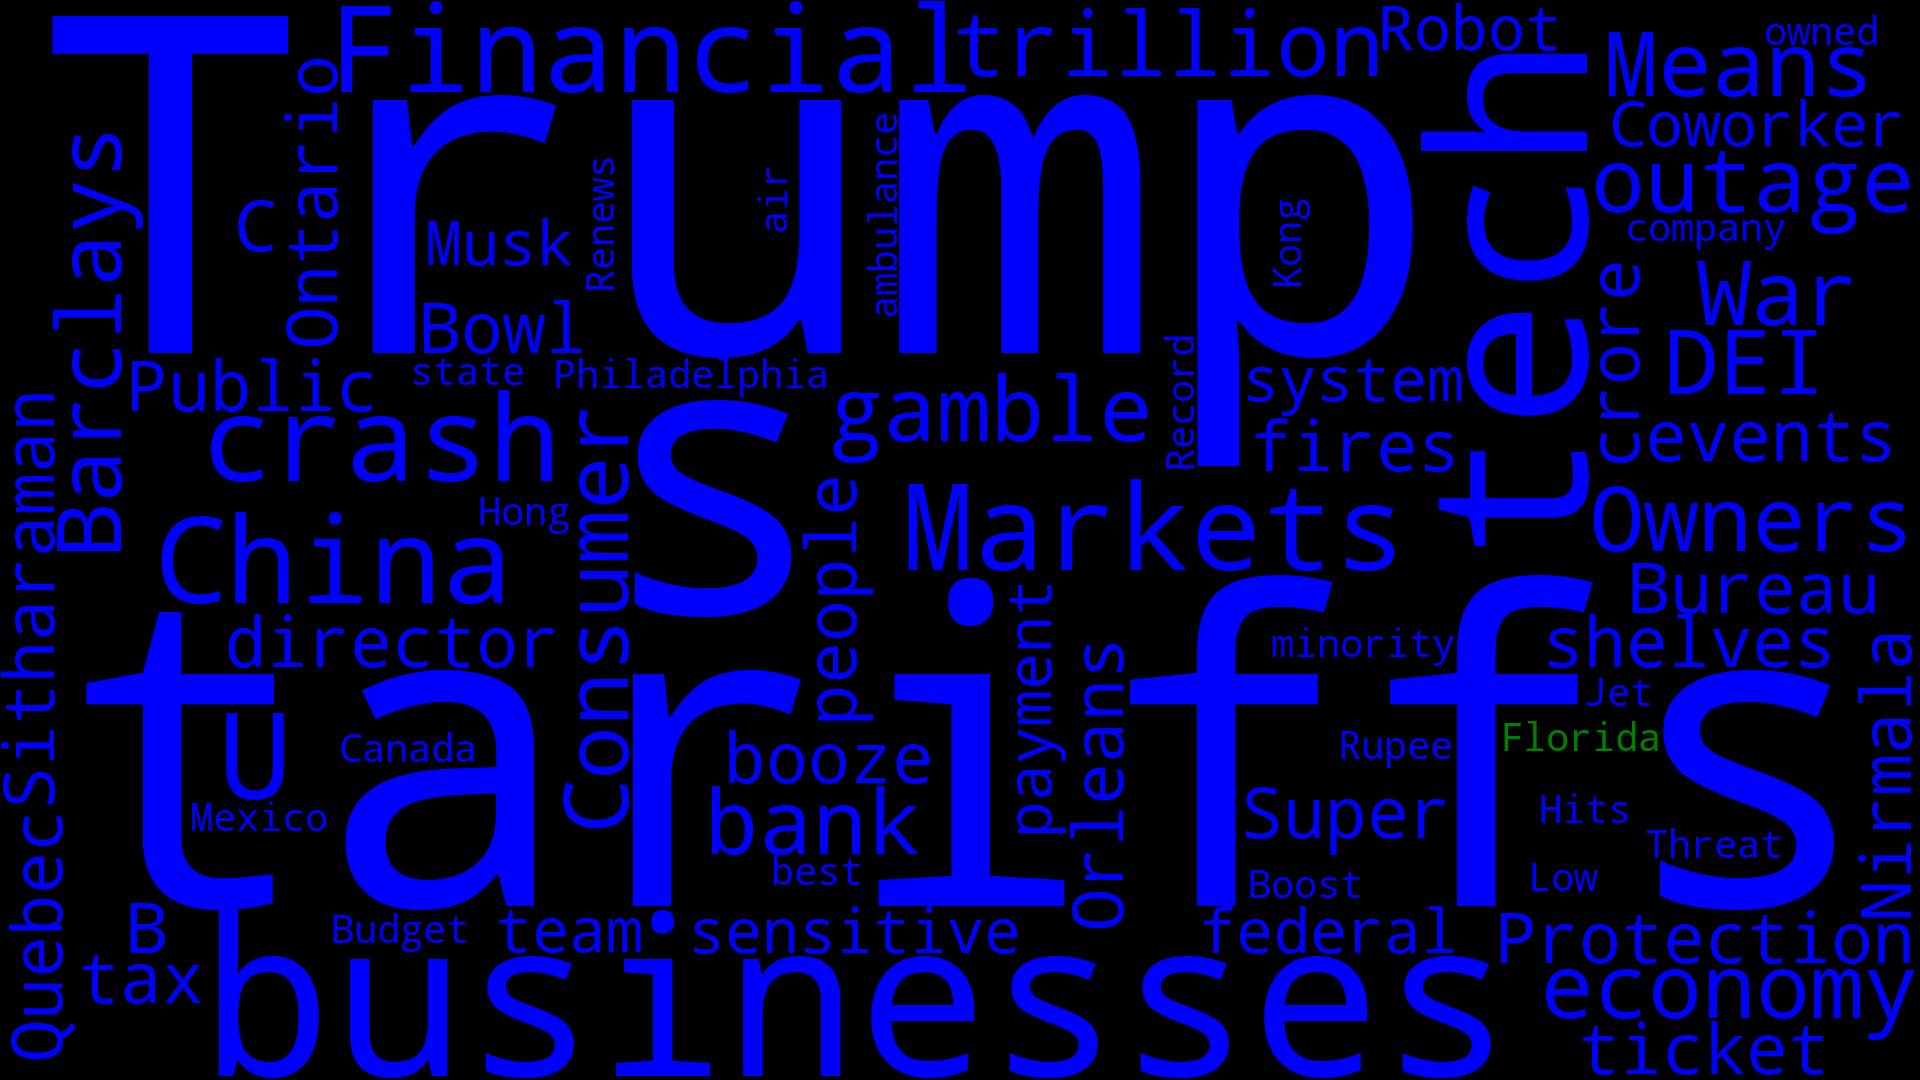 Trump
Financial
trillion
Robot
owned
Means
Coworker
outage
company
tech
Ontario
Barclays
C
Musk
Renews
air
ambulance
Kong
Bowl
crore
War
DEI
Public
state
Philadelphia
s
gamble
Record
system
fires
events
crash
Sitharaman
Hong
Consumer
people
Markets
Owners
China
Bureau
director
payment
Orleans
minority
shelves
tariffs
U
Canada
Mexico
booze
bank
best
Rupee
Jet
Florida
Nirmala
Super
Hits
Threat
Boost
Low
Quebec
B
tax
Budget
team
sensitive
federal
Protection
businesses
economy
ticket